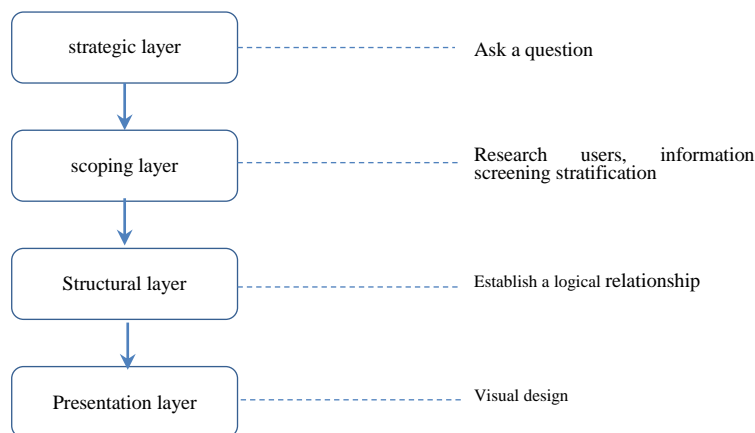 strategic layer
Ask a question
scoping layer
Research users, information
screening stratification
Structural layer
Establish a logical relationship
Presentation layer
Visual design